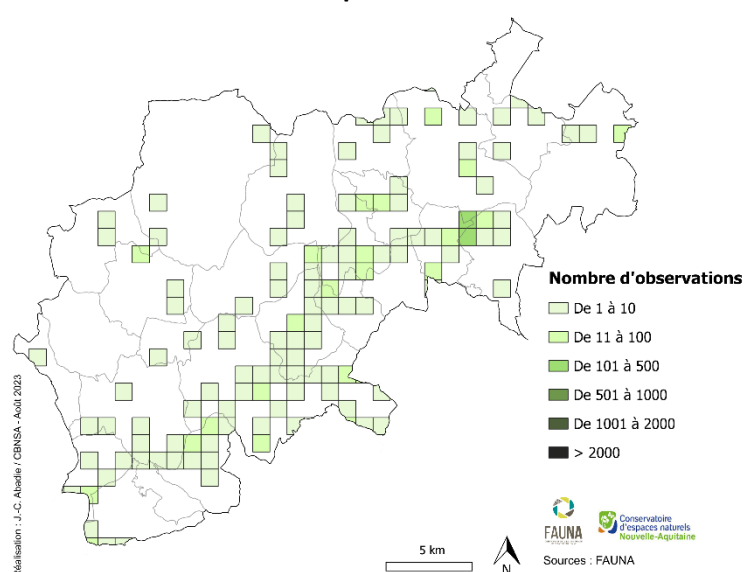 Nombre d'observations
De 1 à 10
De 11 à 100
De 101 à 500
De 501 à 1000
De 1001 à 2000
> 2000
Réalisation : J.-C. Abadie / CBNSA - Août 2023
5 km
N
FAUNA
Conservatoire
d'espaces naturels
Nouvelle-Aquitaine
Sources : FAUNA